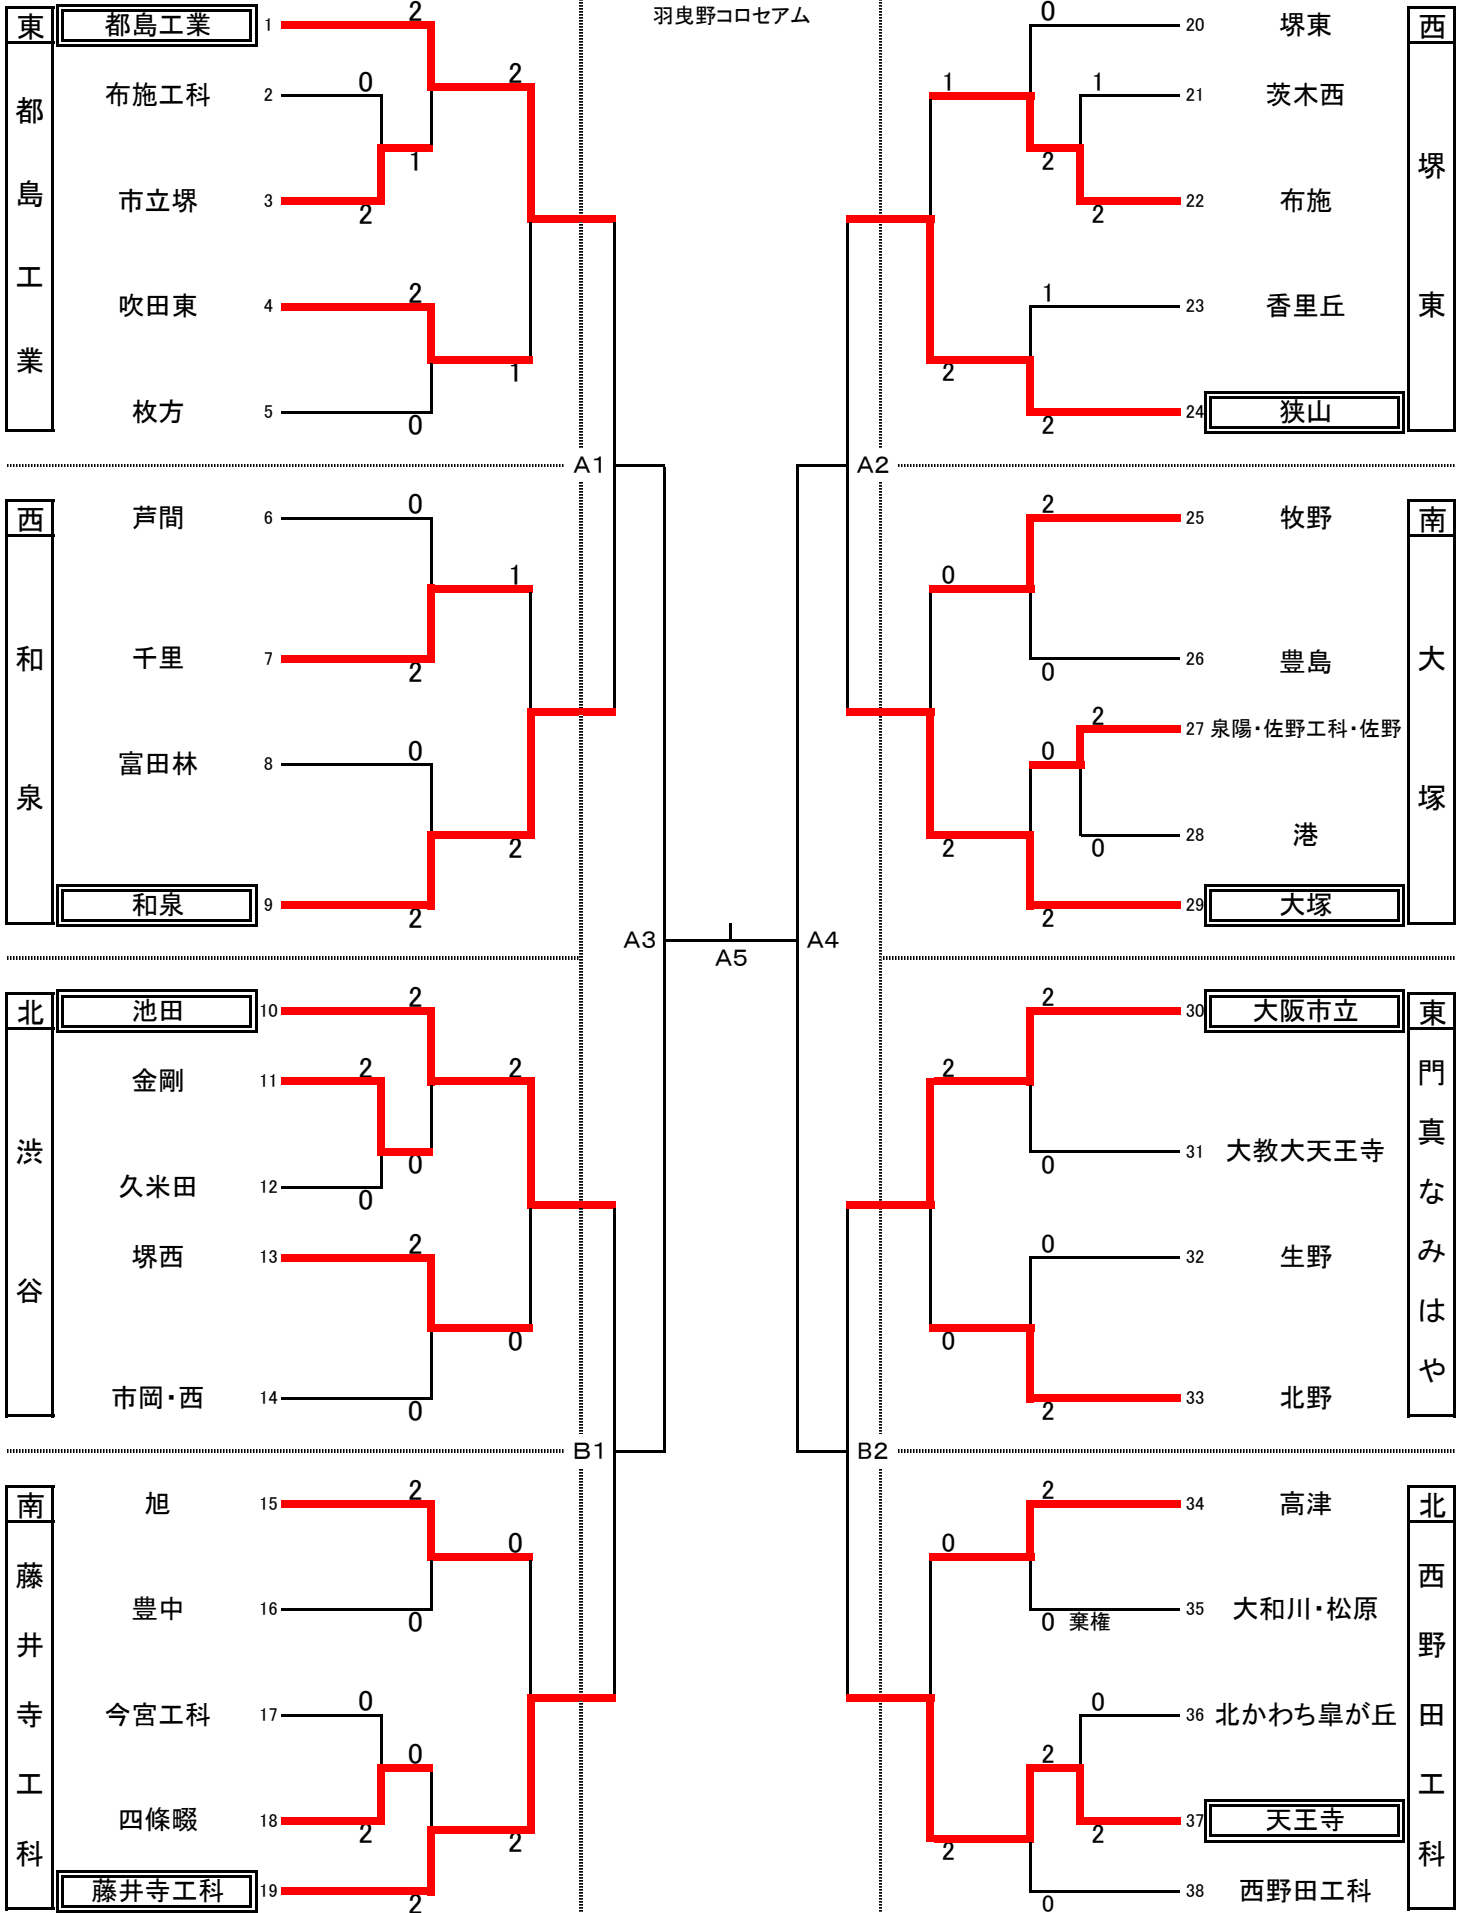 羽曳野コロセアム
東
都島工業
都島工業 1 2
布施工科 2 0
2
1
市立堺 3 2
吹田東 4 2
1
枚方 5 0
A1
西
和泉
芦間 6 0
1
千里 7 2
富田林 8 0
2
和泉 9 2
A3
北
渋谷
池田 10 2
金剛 11 2
2
0
久米田 12 0
堺西 13 2
0
市岡・西 14 0
B1
南
藤井寺工科
旭 15 2
0
豊中 16 0
今宮工科 17 0
0
四條畷 18 2
2
藤井寺工科 19 2
A5
西
堺東
0 20 堺東
1
1 21 茨木西
2
2 22 布施
1 23 香里丘
2
2 24 狭山
A2
南
大塚
2 25 牧野
0
0 26 豊島
2 27 泉陽・佐野工科・佐野
0
0 28 港
2
2 29 大塚
A4
東
門真なみはや
2 30 大阪市立
2
0 31 大教大天王寺
0 32 生野
0
2 33 北野
B2
北
西野田工科
2 34 高津
0
0 棄権 35 大和川・松原
0 36 北かわち皐が丘
2
2 37 天王寺
2
0 38 西野田工科